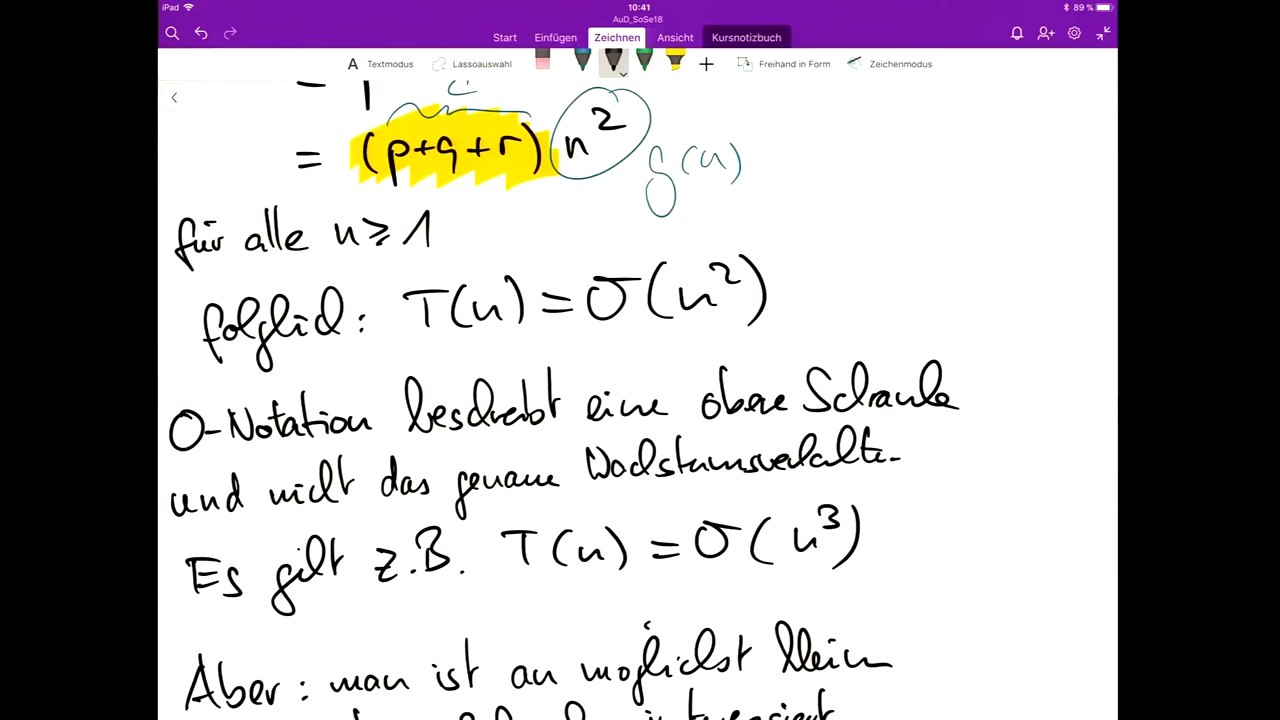 iPad 10:41 89 %
AuD_SoSe18
Start Einfügen Zeichnen Ansicht Kursnotizbuch
A Textmodus Lassoauswahl Freihand in Form Zeichenmodus
= (p+q+r) n² g(n)
für alle n ≥ 1
folglich: T(n) = O(n²)
O-Notation beschreibt eine obere Schranke
und nicht das genaue Wachstumsverhalten
Es gilt z.B. T(n) = O(n³)
Aber: man ist an möglichst kleinen